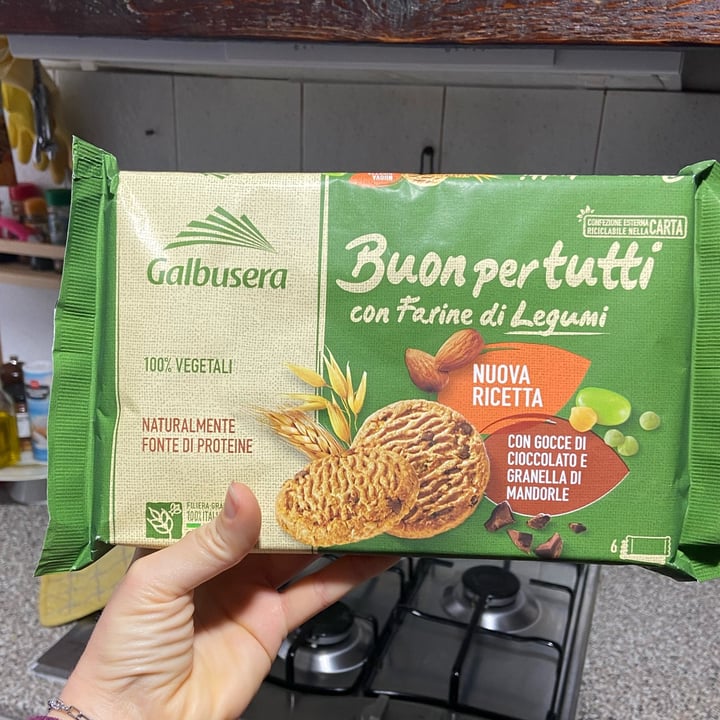 CONFEZIONE ESTERNA
RICICLABILE NELLA CARTA
Galbusera
Buon per tutti
con Farine di Legumi
100% VEGETALI
NATURALMENTE
FONTE DI PROTEINE
NUOVA
RICETTA
CON GOCCE DI
CIOCCOLATO E
GRANELLA DI
MANDORLE
6